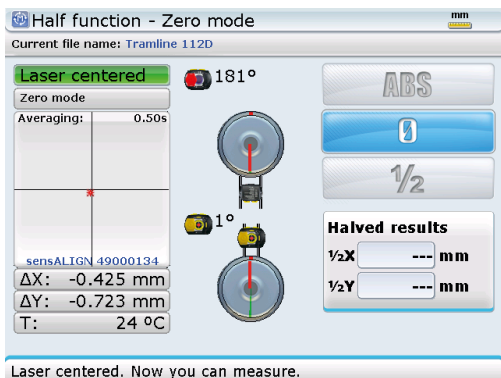 Half function - Zero mode
mm
Current file name: Tramline 112D
Laser centered
Zero mode
Averaging: 0.50s
sensALIGN 49000134
ΔX: -0.425 mm
ΔY: -0.723 mm
T: 24 ºC
181°
1°
ABS
0
½
Halved results
½X --- mm
½Y --- mm
Laser centered. Now you can measure.